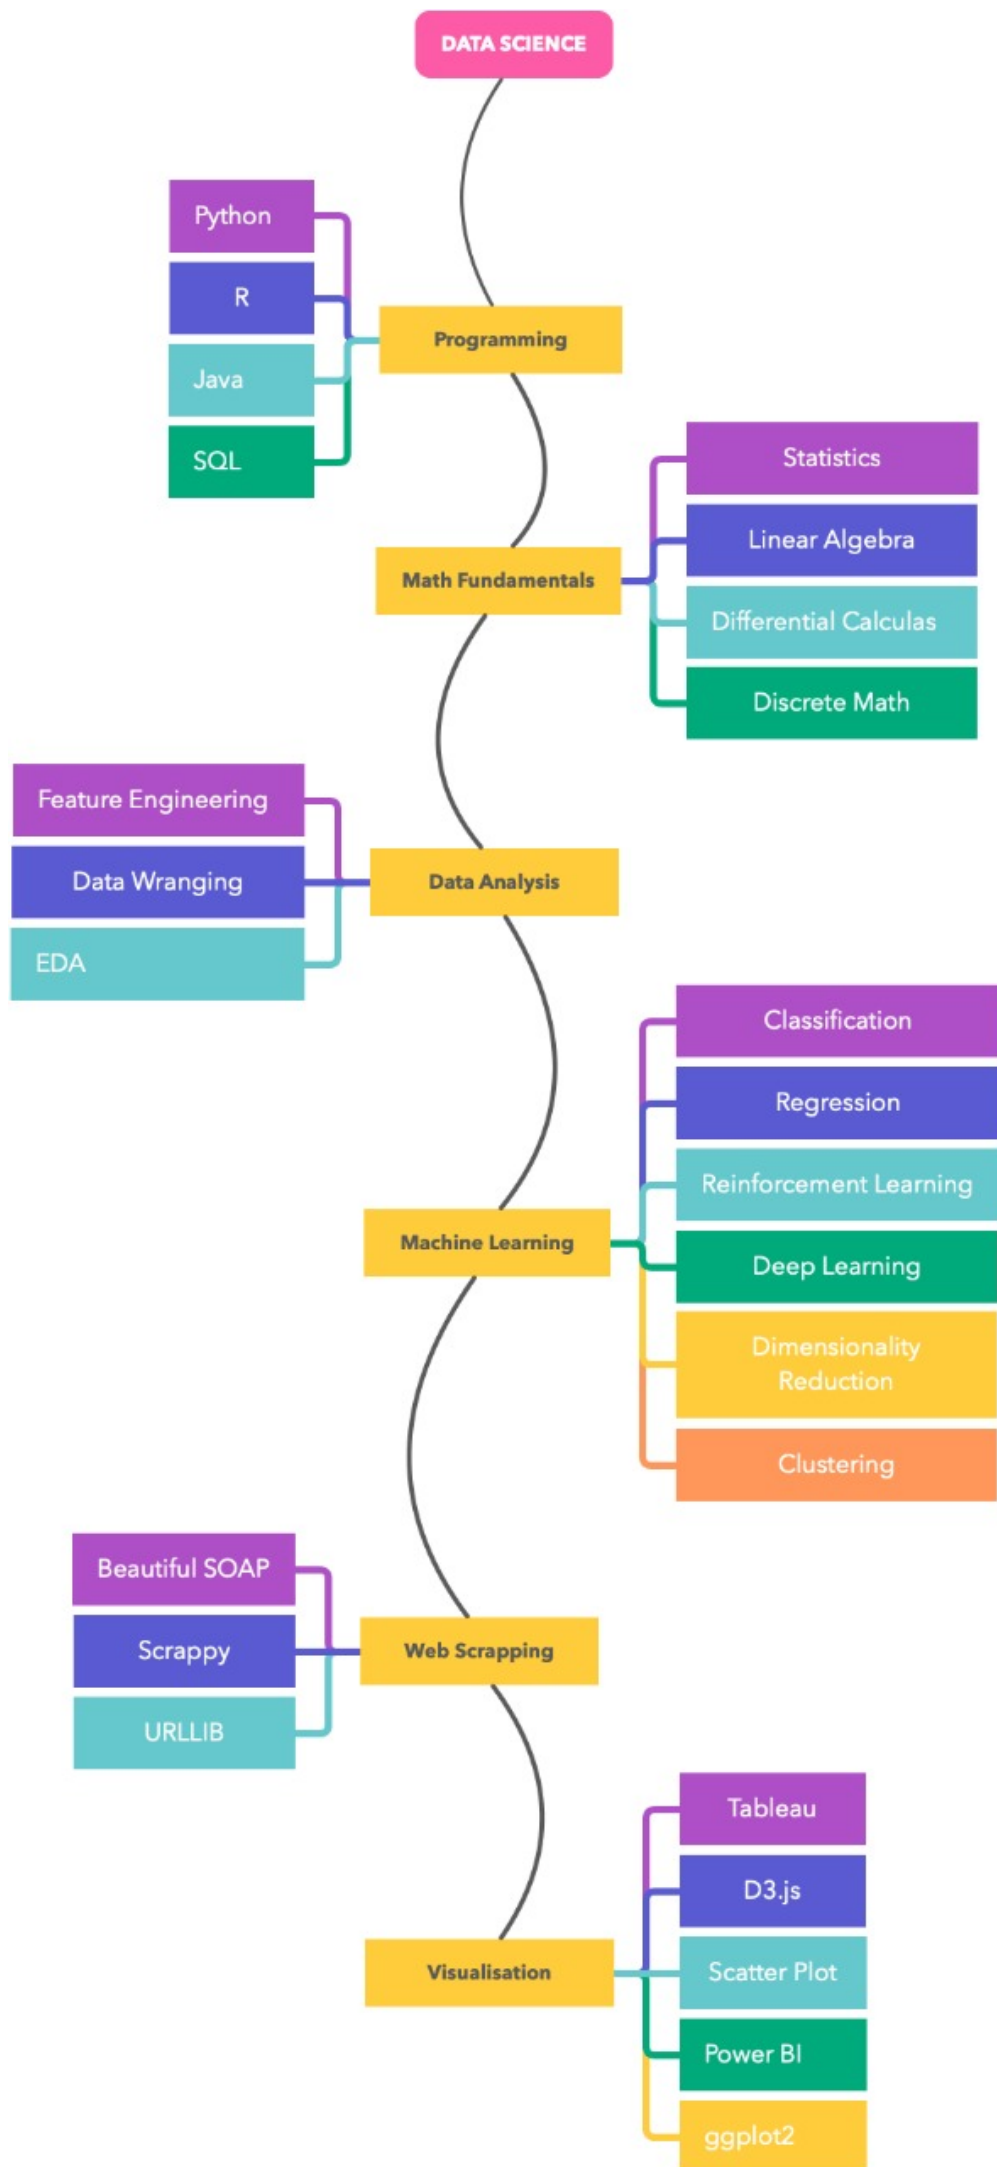 DATA SCIENCE
Python
R
Java
SQL
Programming
Math Fundamentals
Statistics
Linear Algebra
Differential Calculas
Discrete Math
Feature Engineering
Data Wranging
EDA
Data Analysis
Machine Learning
Classification
Regression
Reinforcement Learning
Deep Learning
Dimensionality
Reduction
Clustering
Beautiful SOAP
Scrappy
URLLIB
Web Scrapping
Visualisation
Tableau
D3.js
Scatter Plot
Power BI
ggplot2